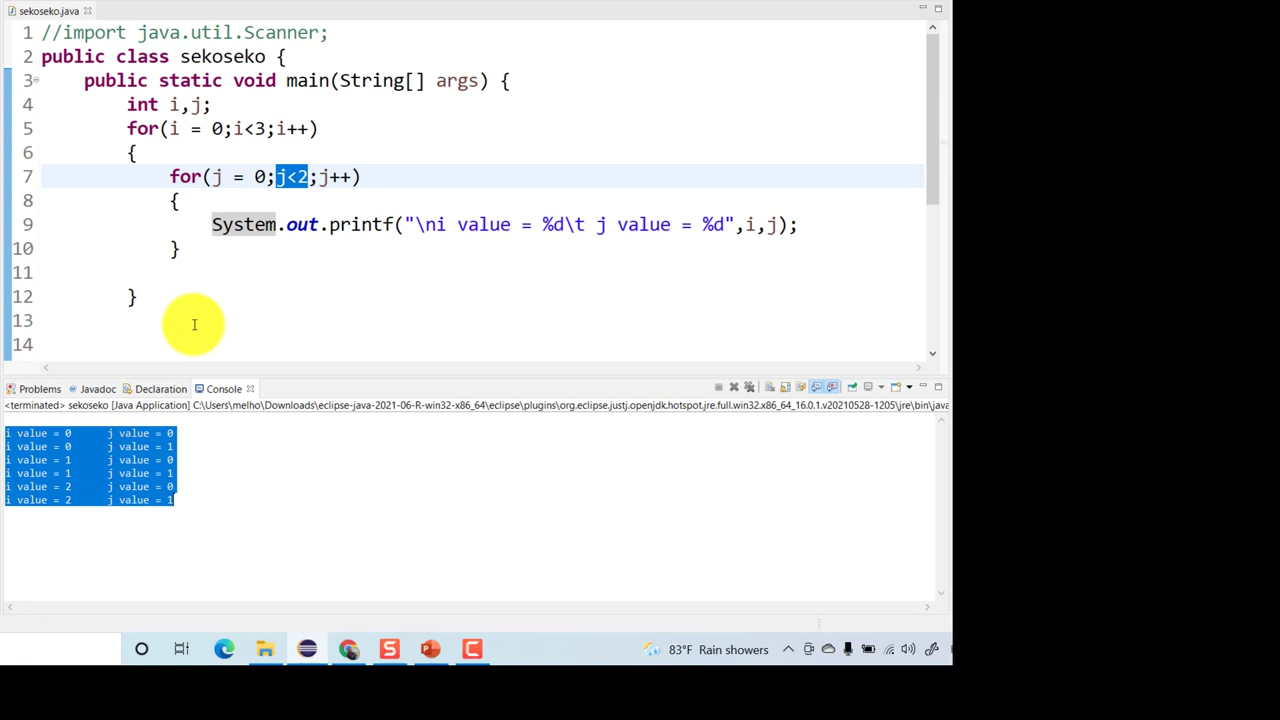 sekoseko.java
1 //import java.util.Scanner;
2 public class sekoseko {
3 public static void main(String[] args) {
4 int i,j;
5 for(i = 0;i<3;i++)
6 {
7 for(j = 0;j<2;j++)
8 {
9 System.out.printf("\ni value = %d\t j value = %d",i,j);
10 }
11
12 }
13
14
Problems Javadoc Declaration Console
<terminated> sekoseko [Java Application] C:\Users\melho\Downloads\eclipse-java-2021-06-R-win32-x86_64\eclipse\plugins\org.eclipse.justj.openjdk.hotspot.jre.full.win32.x86_64_16.0.1.v20210528-1205\jre\bin\java
i value = 0 j value = 0
i value = 0 j value = 1
i value = 1 j value = 0
i value = 1 j value = 1
i value = 2 j value = 0
i value = 2 j value = 1
S P C 83°F Rain showers